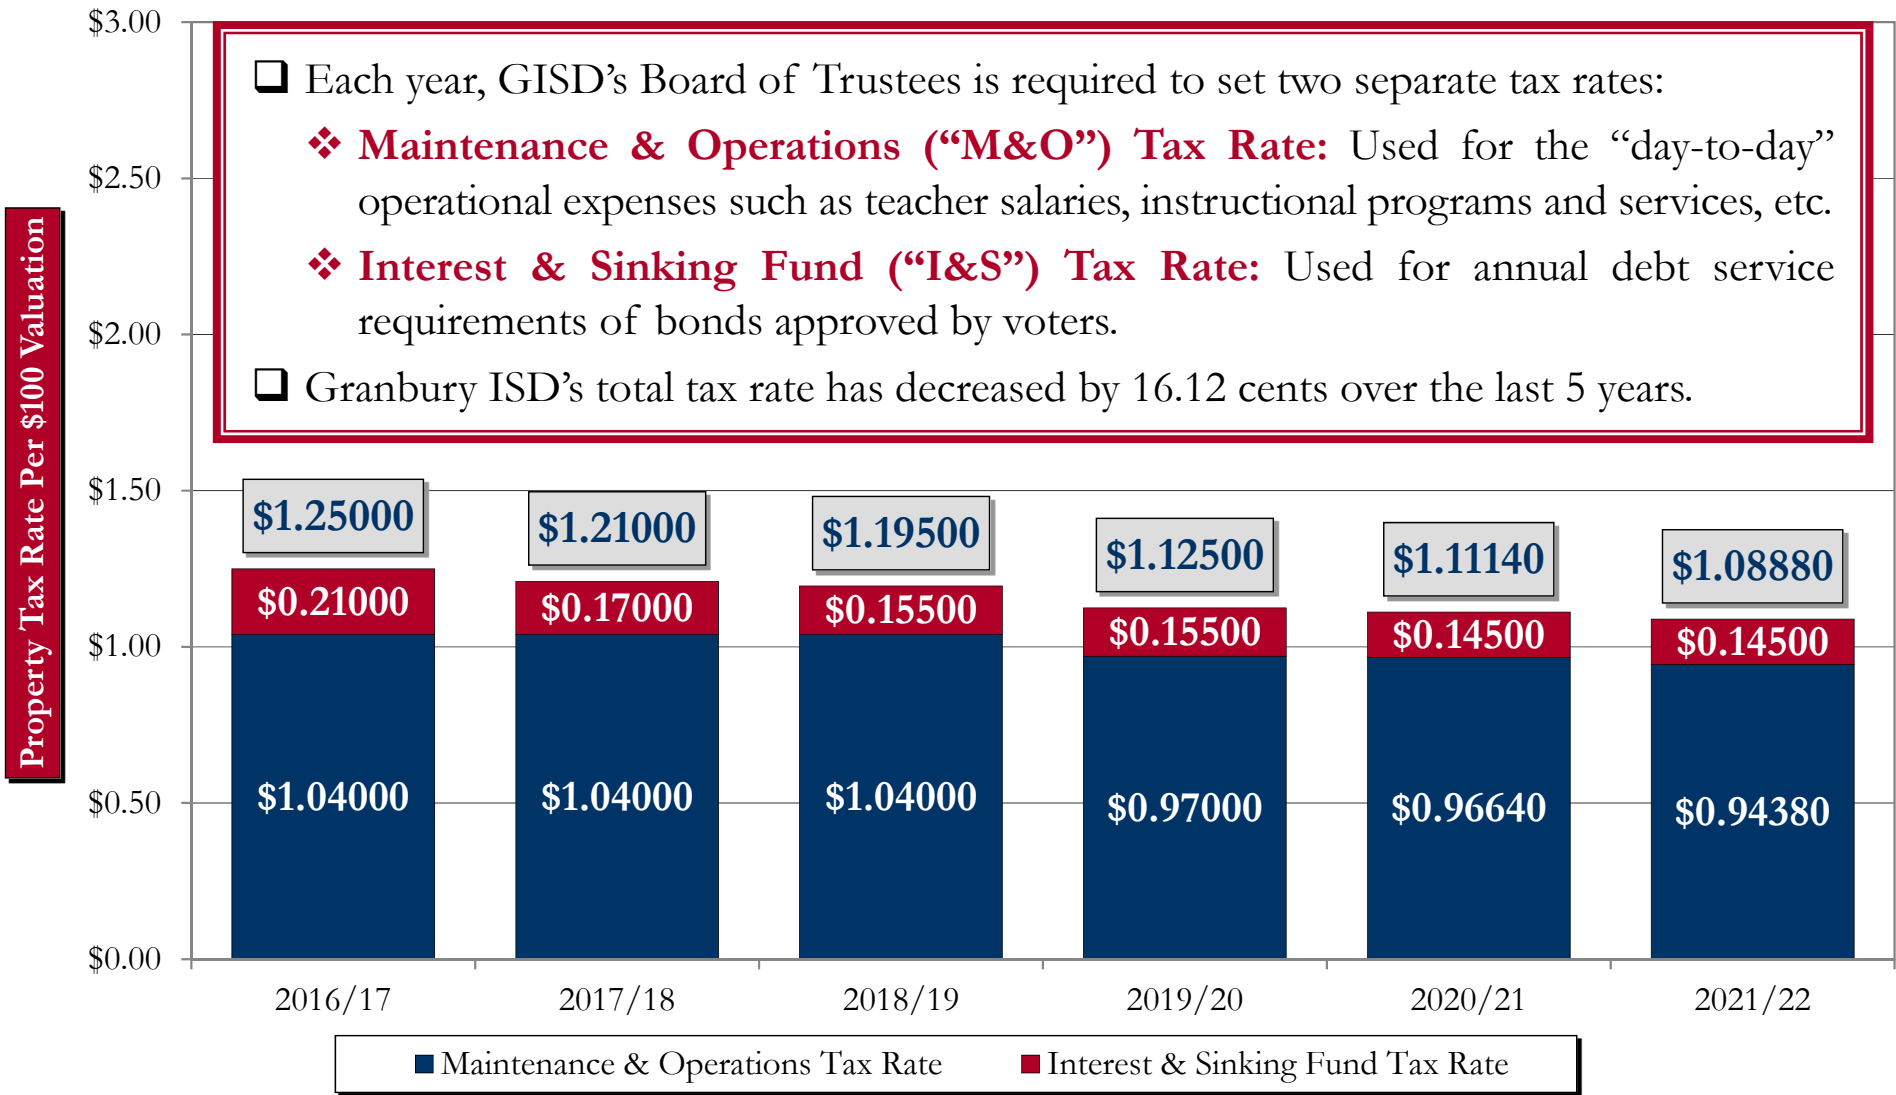 $3.00
❑ Each year, GISD’s Board of Trustees is required to set two separate tax rates:
❖ Maintenance & Operations (“M&O”) Tax Rate: Used for the “day-to-day”
operational expenses such as teacher salaries, instructional programs and services, etc.
❖ Interest & Sinking Fund (“I&S”) Tax Rate: Used for annual debt service
requirements of bonds approved by voters.
❑ Granbury ISD’s total tax rate has decreased by 16.12 cents over the last 5 years.
$2.50
$2.00
$1.50
$1.00
$0.50
$0.00
Property Tax Rate Per $100 Valuation
$1.25000 $1.21000 $1.19500 $1.12500 $1.11140 $1.08880
$0.21000 $0.17000 $0.15500 $0.15500 $0.14500 $0.14500
$1.04000 $1.04000 $1.04000 $0.97000 $0.96640 $0.94380
2016/17 2017/18 2018/19 2019/20 2020/21 2021/22
Maintenance & Operations Tax Rate Interest & Sinking Fund Tax Rate